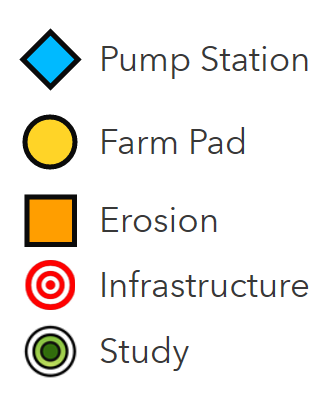 Pump Station
Farm Pad
Erosion
Infrastructure
Study